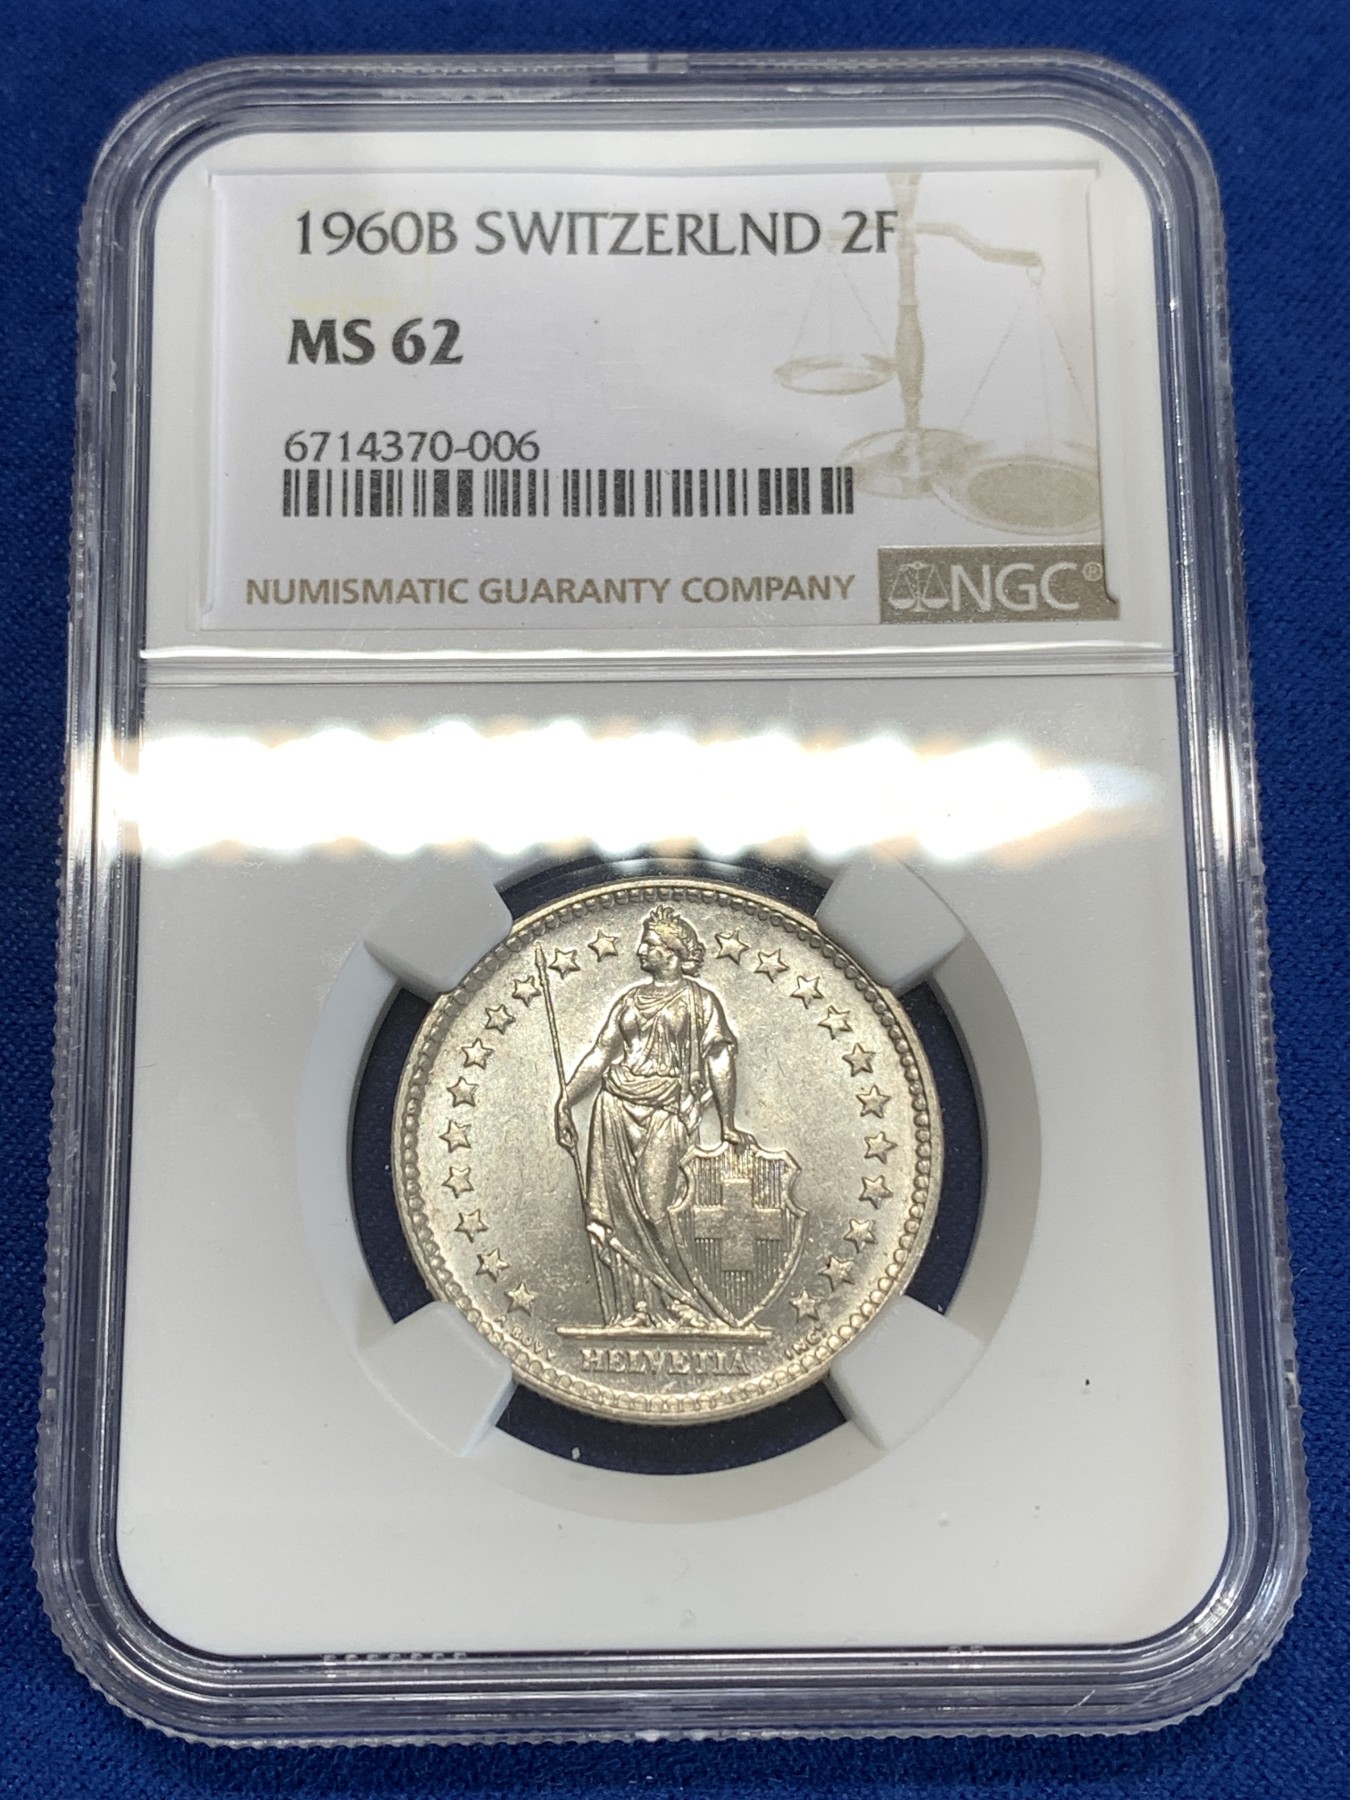 1960B SWITZERLND 2F
MS 62
6714370-006
NUMISMATIC GUARANTY COMPANY NGC®
HELVETIA